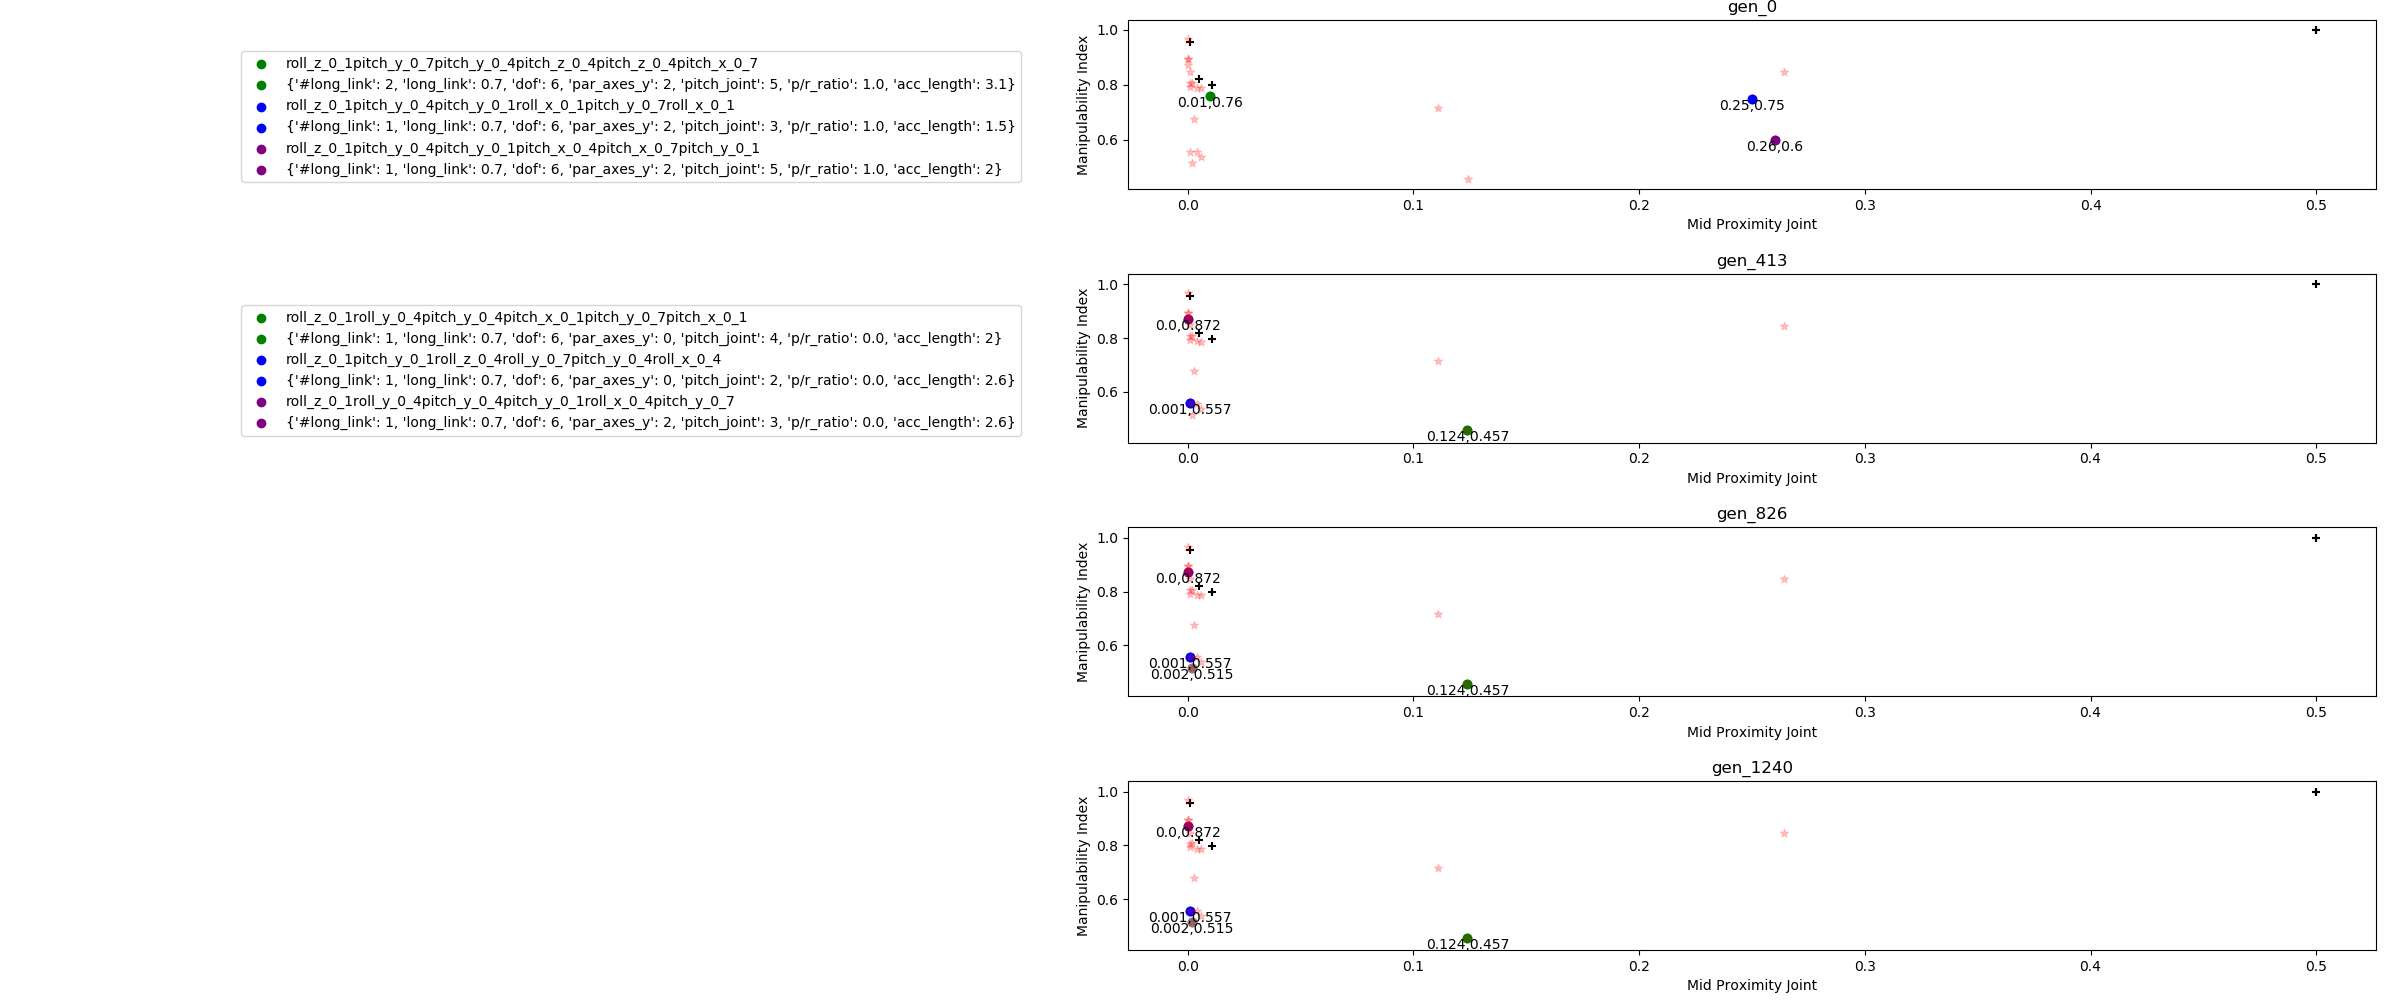 roll_z_0_1pitch_y_0_7pitch_y_0_4pitch_z_0_4pitch_z_0_4pitch_x_0_7
{'#long_link': 2, 'long_link': 0.7, 'dof': 6, 'par_axes_y': 2, 'pitch_joint': 5, 'p/r_ratio': 1.0, 'acc_length': 3.1}
roll_z_0_1pitch_y_0_4pitch_y_0_1roll_x_0_1pitch_y_0_7roll_x_0_1
{'#long_link': 1, 'long_link': 0.7, 'dof': 6, 'par_axes_y': 2, 'pitch_joint': 3, 'p/r_ratio': 1.0, 'acc_length': 1.5}
roll_z_0_1pitch_y_0_4pitch_y_0_1pitch_x_0_4pitch_x_0_7pitch_y_0_1
{'#long_link': 1, 'long_link': 0.7, 'dof': 6, 'par_axes_y': 2, 'pitch_joint': 5, 'p/r_ratio': 1.0, 'acc_length': 2}
gen_0
Manipulability Index
1.0
0.8
0.6
0.01,0.76
0.25,0.75
0.26,0.6
0.0 0.1 0.2 0.3 0.4 0.5
Mid Proximity Joint
roll_z_0_1roll_y_0_4pitch_y_0_4pitch_x_0_1pitch_y_0_7pitch_x_0_1
{'#long_link': 1, 'long_link': 0.7, 'dof': 6, 'par_axes_y': 0, 'pitch_joint': 4, 'p/r_ratio': 0.0, 'acc_length': 2}
roll_z_0_1pitch_y_0_1roll_z_0_4roll_y_0_7pitch_y_0_4roll_x_0_4
{'#long_link': 1, 'long_link': 0.7, 'dof': 6, 'par_axes_y': 0, 'pitch_joint': 2, 'p/r_ratio': 0.0, 'acc_length': 2.6}
roll_z_0_1roll_y_0_4pitch_y_0_4pitch_y_0_1roll_x_0_4pitch_y_0_7
{'#long_link': 1, 'long_link': 0.7, 'dof': 6, 'par_axes_y': 2, 'pitch_joint': 3, 'p/r_ratio': 0.0, 'acc_length': 2.6}
gen_413
Manipulability Index
1.0
0.8
0.6
0.0,0.872
0.001,0.557
0.124,0.457
0.0 0.1 0.2 0.3 0.4 0.5
Mid Proximity Joint
gen_826
Manipulability Index
1.0
0.8
0.6
0.0,0.872
0.001,0.557
0.002,0.515
0.124,0.457
0.0 0.1 0.2 0.3 0.4 0.5
Mid Proximity Joint
gen_1240
Manipulability Index
1.0
0.8
0.6
0.0,0.872
0.001,0.557
0.002,0.515
0.124,0.457
0.0 0.1 0.2 0.3 0.4 0.5
Mid Proximity Joint